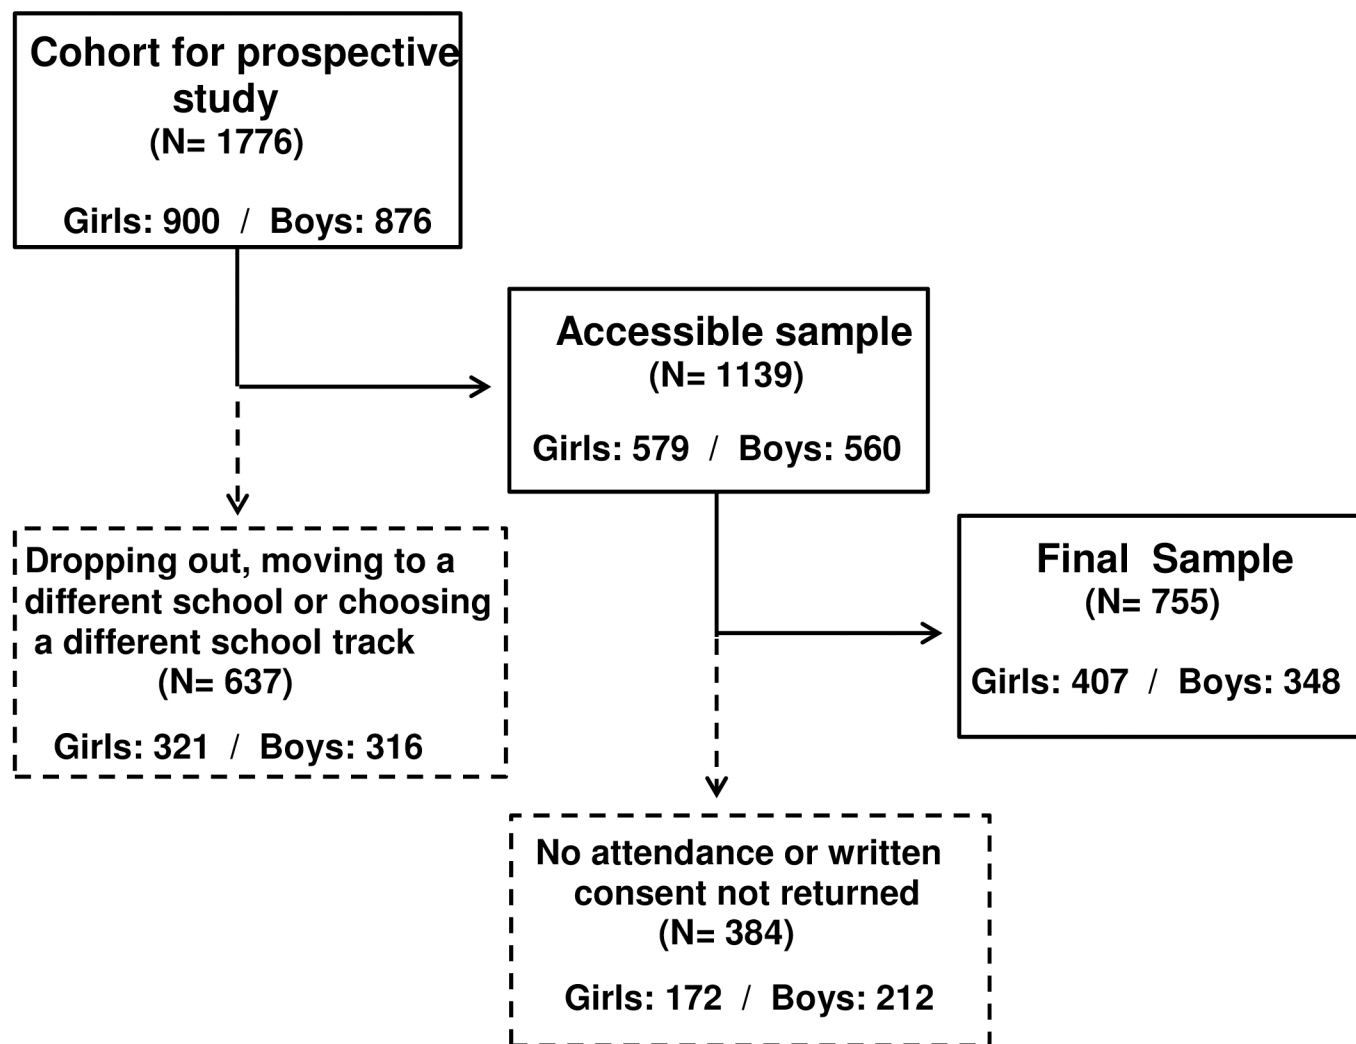 Cohort for prospective
study
(N= 1776)
Girls: 900 / Boys: 876
Accessible sample
(N= 1139)
Girls: 579 / Boys: 560
Dropping out, moving to a
different school or choosing
a different school track
(N= 637)
Girls: 321 / Boys: 316
Final Sample
(N= 755)
Girls: 407 / Boys: 348
No attendance or written
consent not returned
(N= 384)
Girls: 172 / Boys: 212